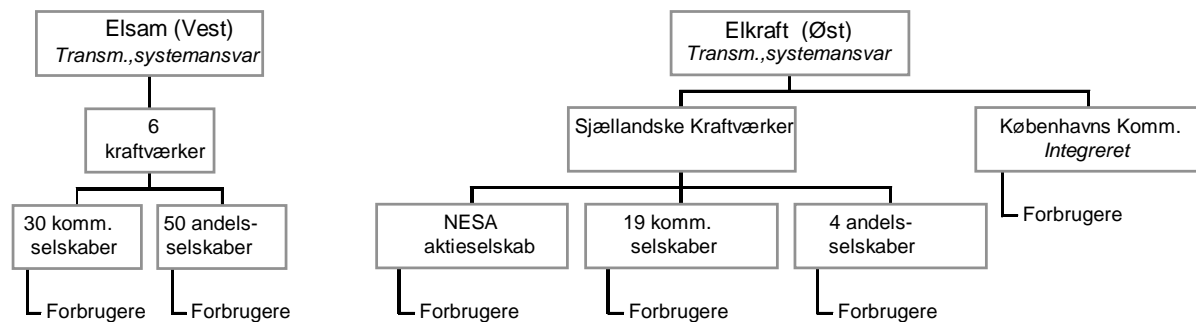 Elsam (Vest)
Transm.,systemansvar
6
kraftværker
30 komm.
selskaber
50 andels-
selskaber
Forbrugere
Forbrugere
Elkraft (Øst)
Transm.,systemansvar
Sjællandske Kraftværker
Københavns Komm.
Integreret
Forbrugere
NESA
aktieselskab
19 komm.
selskaber
4 andels-
selskaber
Forbrugere
Forbrugere
Forbrugere